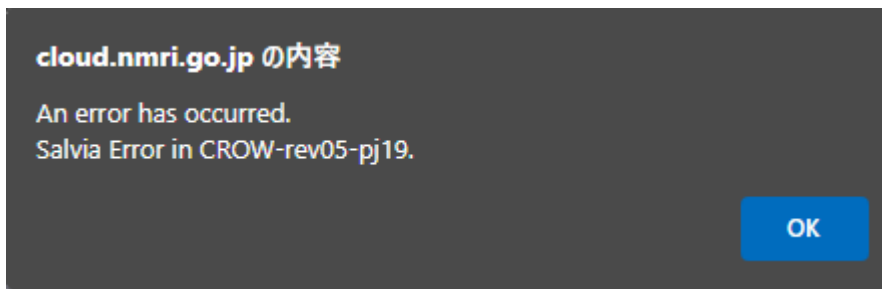 cloud.nmri.go.jp の内容
An error has occurred.
Salvia Error in CROW-rev05-pj19.
OK